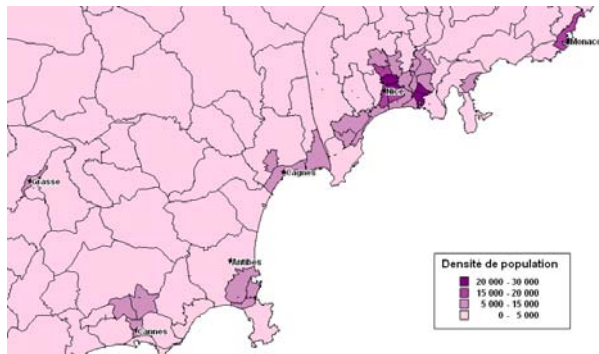 Monaco
Nice
Grasse
Cagnes
Antibes
Cannes
Densité de population
20 000 - 30 000
15 000 - 20 000
5 000 - 15 000
0 - 5 000